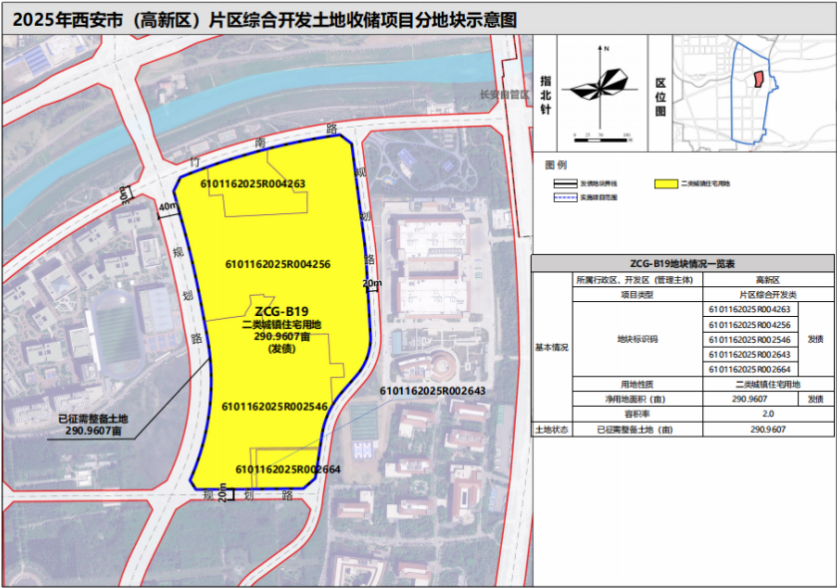 2025年西安市（高新区）片区综合开发土地收储项目分地块示意图
长安自管区
竹 南 路
6101162025R004263
30m
40m
规 划 路
6101162025R004256
规 划 路
20m
ZCG-B19
二类城镇住宅用地
290.9607亩
(发债)
6101162025R002643
6101162025R002546
已征需整备土地
290.9607亩
6101162025R002664
规 20m 划 路
指北针
N
区位图
图 例
发债地块界线
二类城镇住宅用地
实施项目范围
ZCG-B19地块情况一览表
基本情况
所属行政区、开发区（管理主体） 高新区
项目类型 片区综合开发类
地块标识码
6101162025R004263
6101162025R004256
6101162025R002546
6101162025R002643
6101162025R002664
发债
用地性质 二类城镇住宅用地
净用地面积（亩） 290.9607 发债
容积率 2.0
土地状态 已征需整备土地（亩） 290.9607